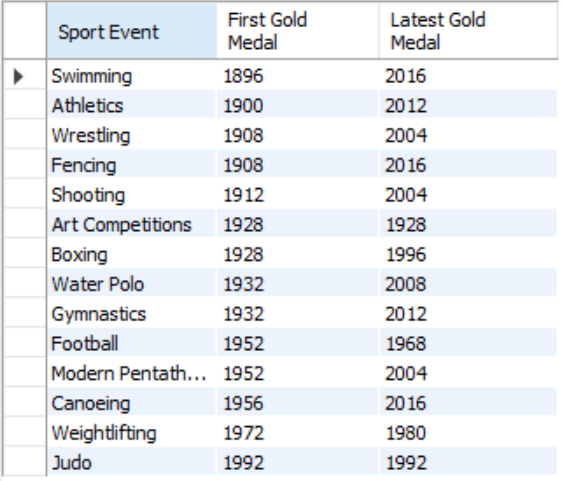 Sport Event First Gold Medal Latest Gold Medal
Swimming 1896 2016
Athletics 1900 2012
Wrestling 1908 2004
Fencing 1908 2016
Shooting 1912 2004
Art Competitions 1928 1928
Boxing 1928 1996
Water Polo 1932 2008
Gymnastics 1932 2012
Football 1952 1968
Modern Pentath... 1952 2004
Canoeing 1956 2016
Weightlifting 1972 1980
Judo 1992 1992